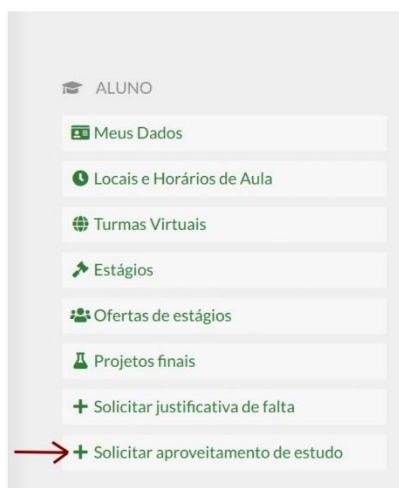 ALUNO
Meus Dados
Locais e Horários de Aula
Turmas Virtuais
Estágios
Ofertas de estágios
Projetos finais
Solicitar justificativa de falta
Solicitar aproveitamento de estudo